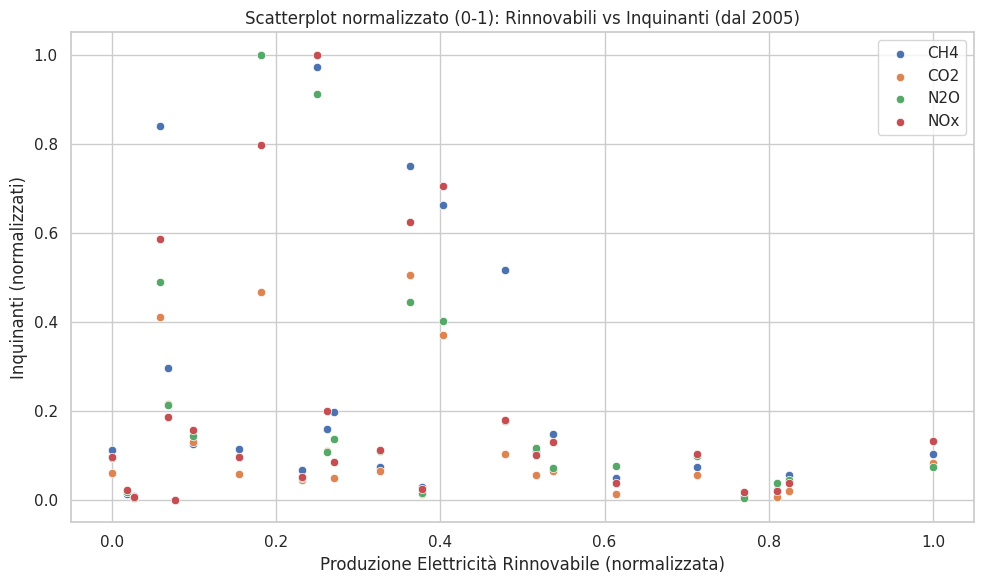 Scatterplot normalizzato (0-1): Rinnovabili vs Inquinanti (dal 2005)
Inquinanti (normalizzati)
1.0
0.8
0.6
0.4
0.2
0.0
CH4
CO2
N2O
NOx
0.0 0.2 0.4 0.6 0.8 1.0
Produzione Elettricità Rinnovabile (normalizzata)